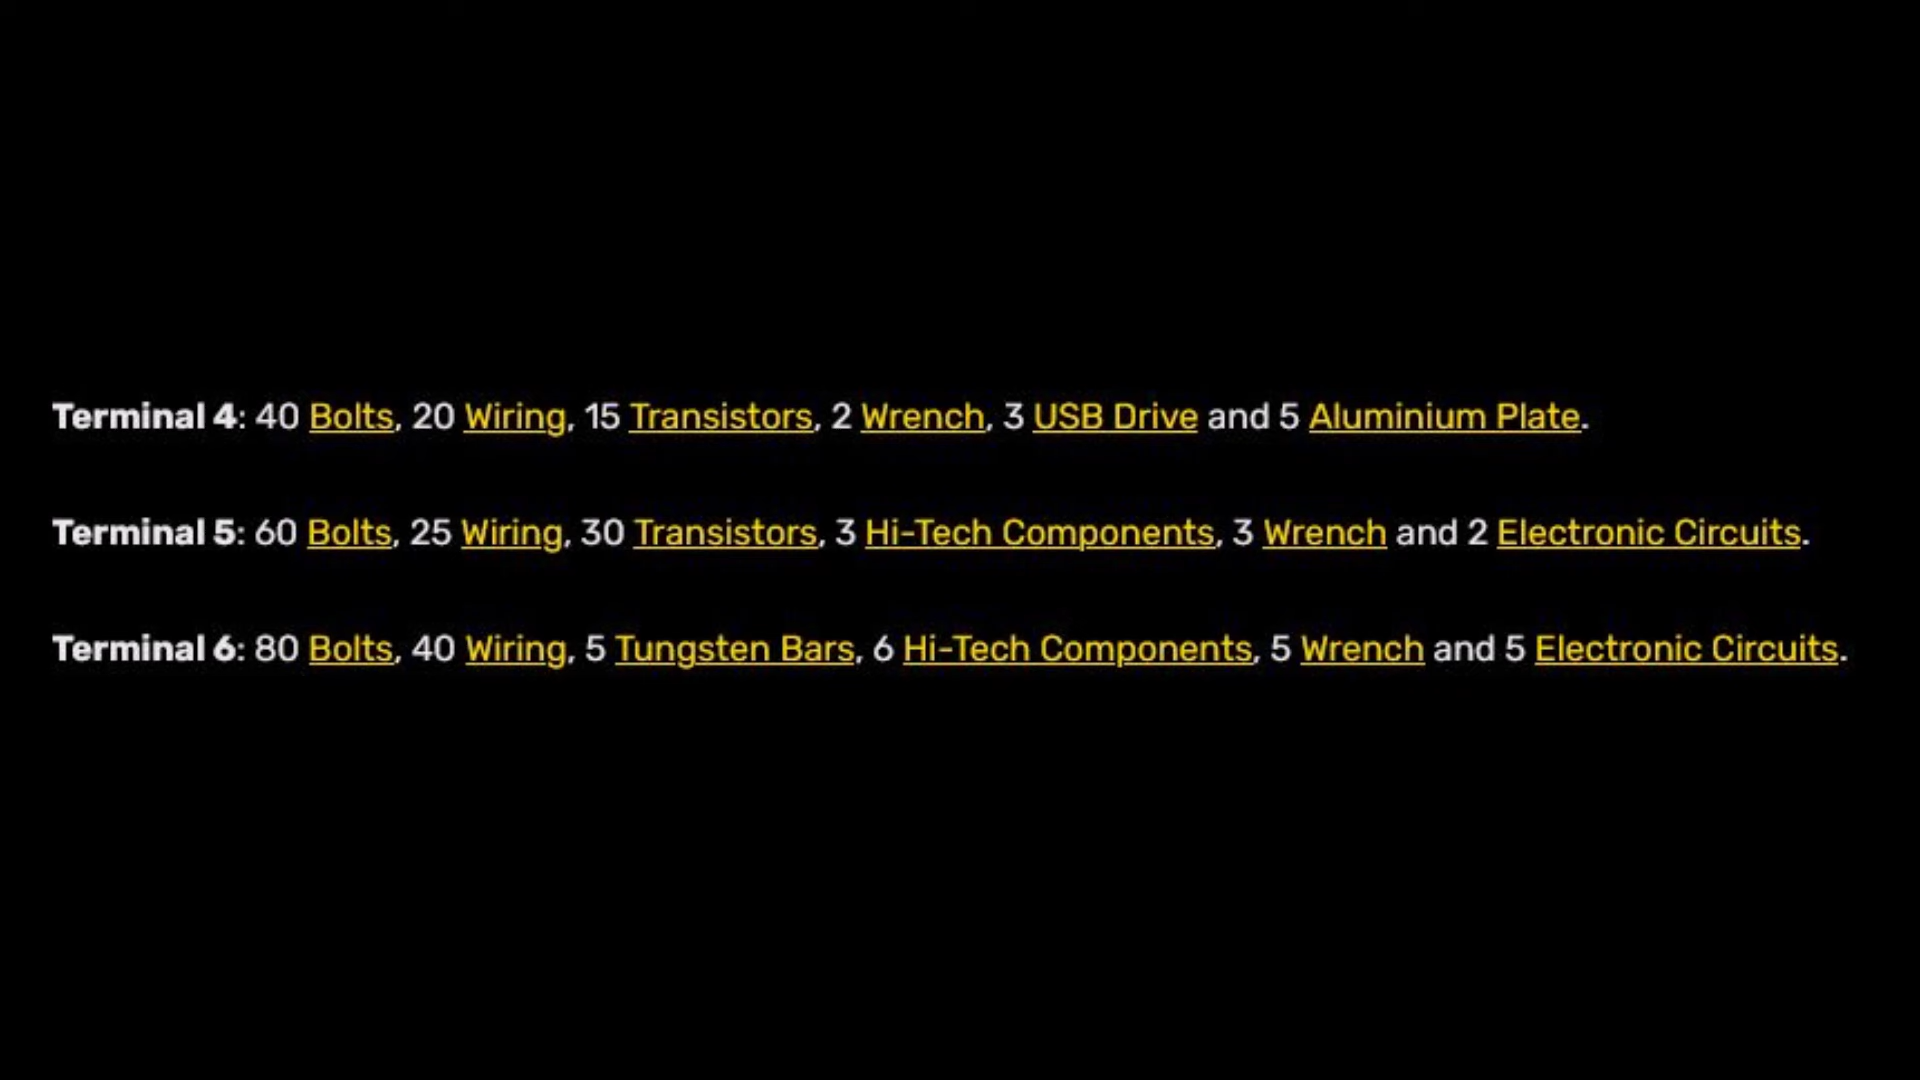 Terminal 4: 40 Bolts, 20 Wiring, 15 Transistors, 2 Wrench, 3 USB Drive and 5 Aluminium Plate.
Terminal 5: 60 Bolts, 25 Wiring, 30 Transistors, 3 Hi-Tech Components, 3 Wrench and 2 Electronic Circuits.
Terminal 6: 80 Bolts, 40 Wiring, 5 Tungsten Bars, 6 Hi-Tech Components, 5 Wrench and 5 Electronic Circuits.